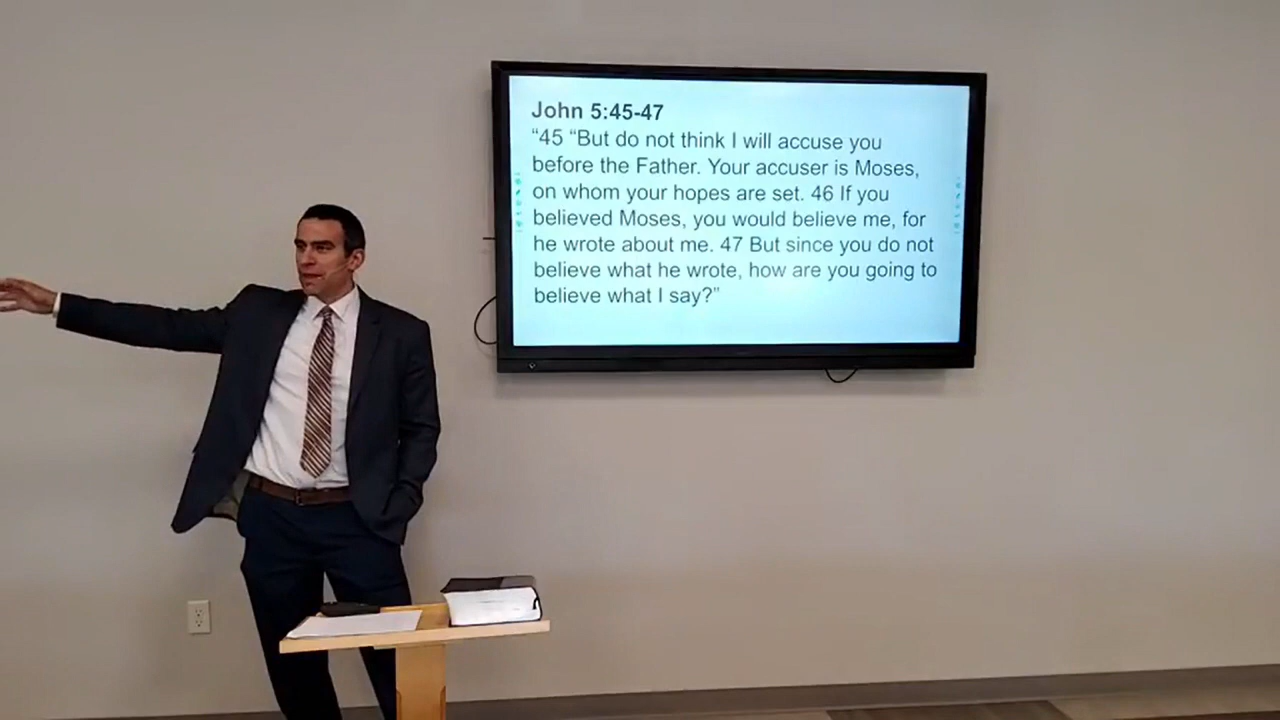 John 5:45-47
“45 “But do not think I will accuse you
before the Father. Your accuser is Moses,
on whom your hopes are set. 46 If you
believed Moses, you would believe me, for
he wrote about me. 47 But since you do not
believe what he wrote, how are you going to
believe what I say?”